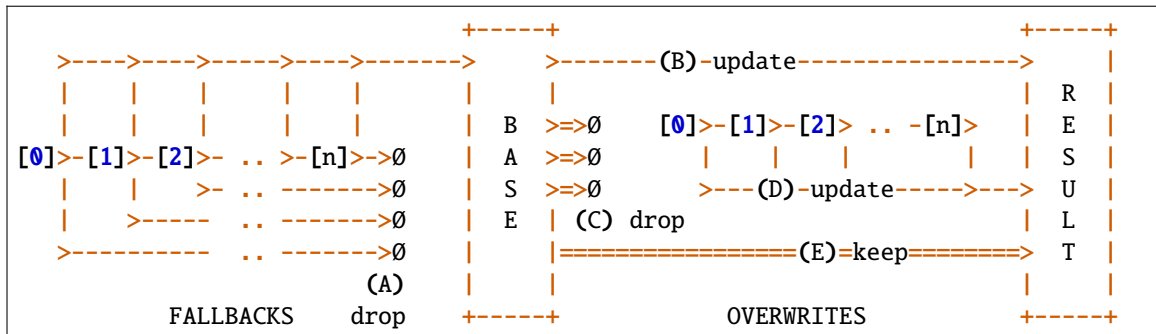 +-----+                                       +-----+
    >---->----->------>----->-------->      >-------(B)-update------------------>      |
    |     |     |      |     |        |     |                                       |  R  |
    |     |     |      |     |        |  B  >=>Ø    [0]>-[1]>-[2]> .. -[n]>         |  E  |
[0]>-[1]>-[2]>- .. >-[n]>->Ø          |  A  >=>Ø       |    |     |         |       |  S  |
                >- .. ------->Ø       |  S  >=>Ø       >---(D)-update----->--->  U  |
    |     >----- .. ------->Ø         |  E  | (C) drop                              |  L  |
    >----------- .. ------->Ø         |     |=================(E)=keep========>  T  |
                          (A)         |     |                                       |     |
          FALLBACKS    drop           +-----+             OVERWRITES                +-----+